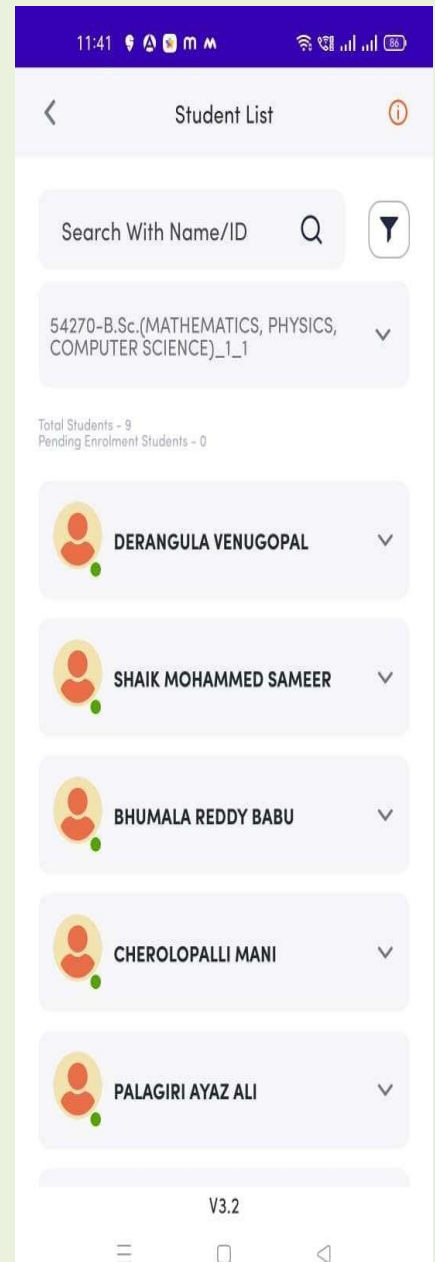 11:41
86
Student List
Search With Name/ID
54270-B.Sc.(MATHEMATICS, PHYSICS,
COMPUTER SCIENCE)_1_1
Total Students - 9
Pending Enrolment Students - 0
DERANGULA VENUGOPAL
SHAIK MOHAMMED SAMEER
BHUMALA REDDY BABU
CHEROLOPALLI MANI
PALAGIRI AYAZ ALI
V3.2